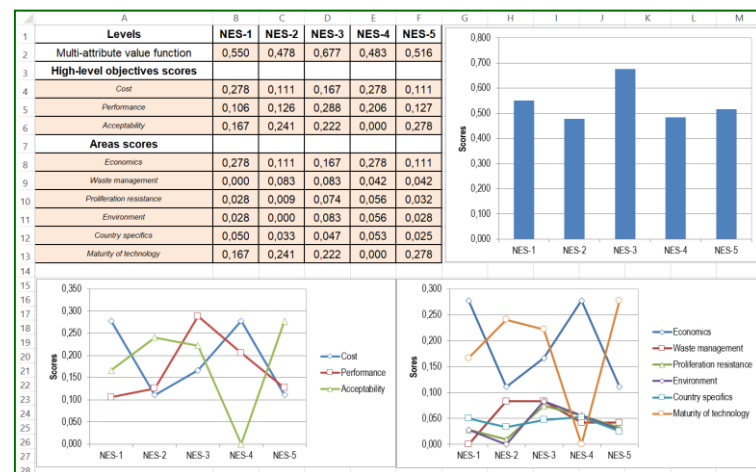 A B C D E F G H I J K L M
1 Levels NES-1 NES-2 NES-3 NES-4 NES-5
2 Multi-attribute value function 0,550 0,478 0,677 0,483 0,516
3 High-level objectives scores
4 Cost 0,278 0,111 0,167 0,278 0,111
5 Performance 0,106 0,126 0,288 0,206 0,127
6 Acceptability 0,167 0,241 0,222 0,000 0,278
7 Areas scores
8 Economics 0,278 0,111 0,167 0,278 0,111
9 Waste management 0,000 0,083 0,083 0,042 0,042
10 Proliferation resistance 0,028 0,009 0,074 0,056 0,032
11 Environment 0,028 0,000 0,083 0,056 0,028
12 Country specifics 0,050 0,033 0,047 0,053 0,025
13 Maturity of technology 0,167 0,241 0,222 0,000 0,278
14
15
16
17
18
19
20
21
22
23
24
25
26
27
28
0,800
0,700
0,600
0,500
0,400
0,300
0,200
0,100
0,000
Scores
NES-1 NES-2 NES-3 NES-4 NES-5
0,350
0,300
0,250
0,200
0,150
0,100
0,050
0,000
Scores
NES-1 NES-2 NES-3 NES-4 NES-5
Cost
Performance
Acceptability
0,300
0,250
0,200
0,150
0,100
0,050
0,000
Sores
NES-1 NES-2 NES-3 NES-4 NES-5
Economics
Waste management
Proliferation resistance
Environment
Country specifics
Maturity of technology